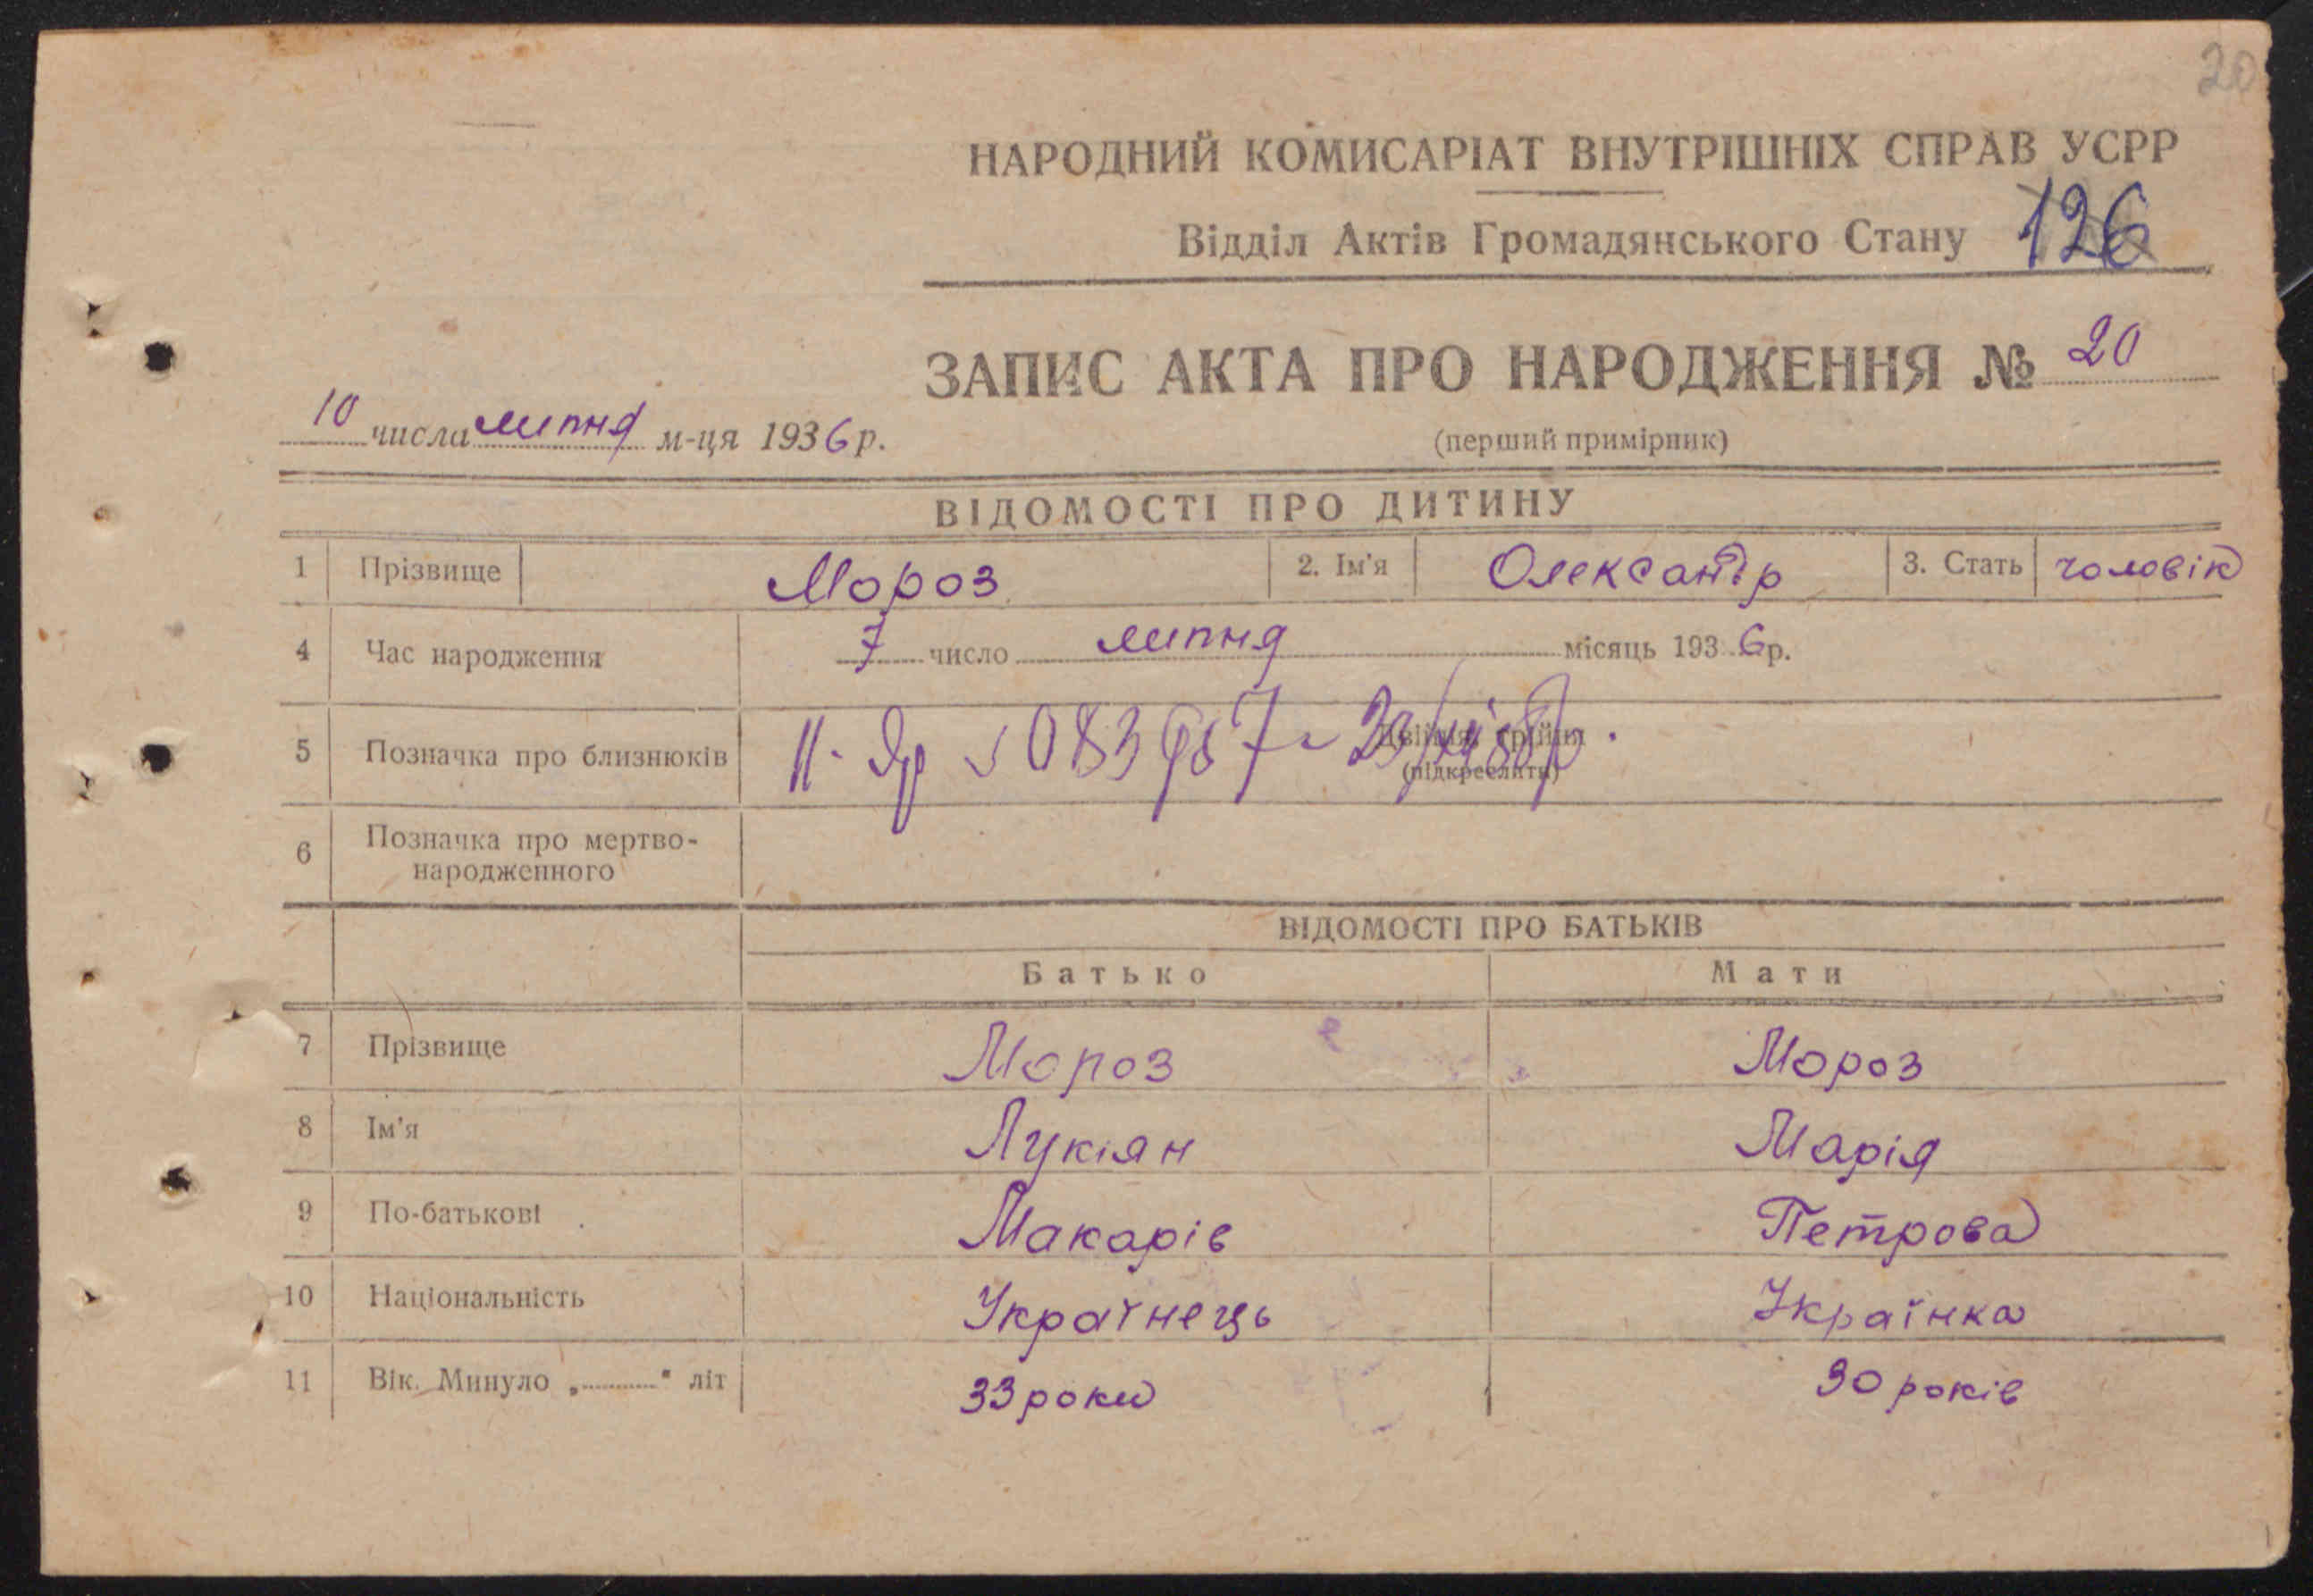 20
НАРОДНИЙ КОМИСАРІАТ ВНУТРІШНІХ СПРАВ УСРР
Відділ Актів Громадянського Стану 126
ЗАПИС АКТА ПРО НАРОДЖЕННЯ № 20
10 числа липня м-ця 1936 р.
(перший примірник)
ВІДОМОСТІ ПРО ДИТИНУ
1 Прізвище Мороз 2. Ім'я Олександр 3. Стать чоловік
4 Час народження 7 число липня місяць 1936 р.
5 Позначка про близнюків Двійня, трійня
(підкреслити)
6 Позначка про мертво-
народженного
ВІДОМОСТІ ПРО БАТЬКІВ
Батько Мати
7 Прізвище Мороз Мороз
8 Ім'я Лукіян Марія
9 По-батькові Макарів Петрова
10 Національність Українець Українка
11 Вік. Минуло „ " літ 33 роки 30 років